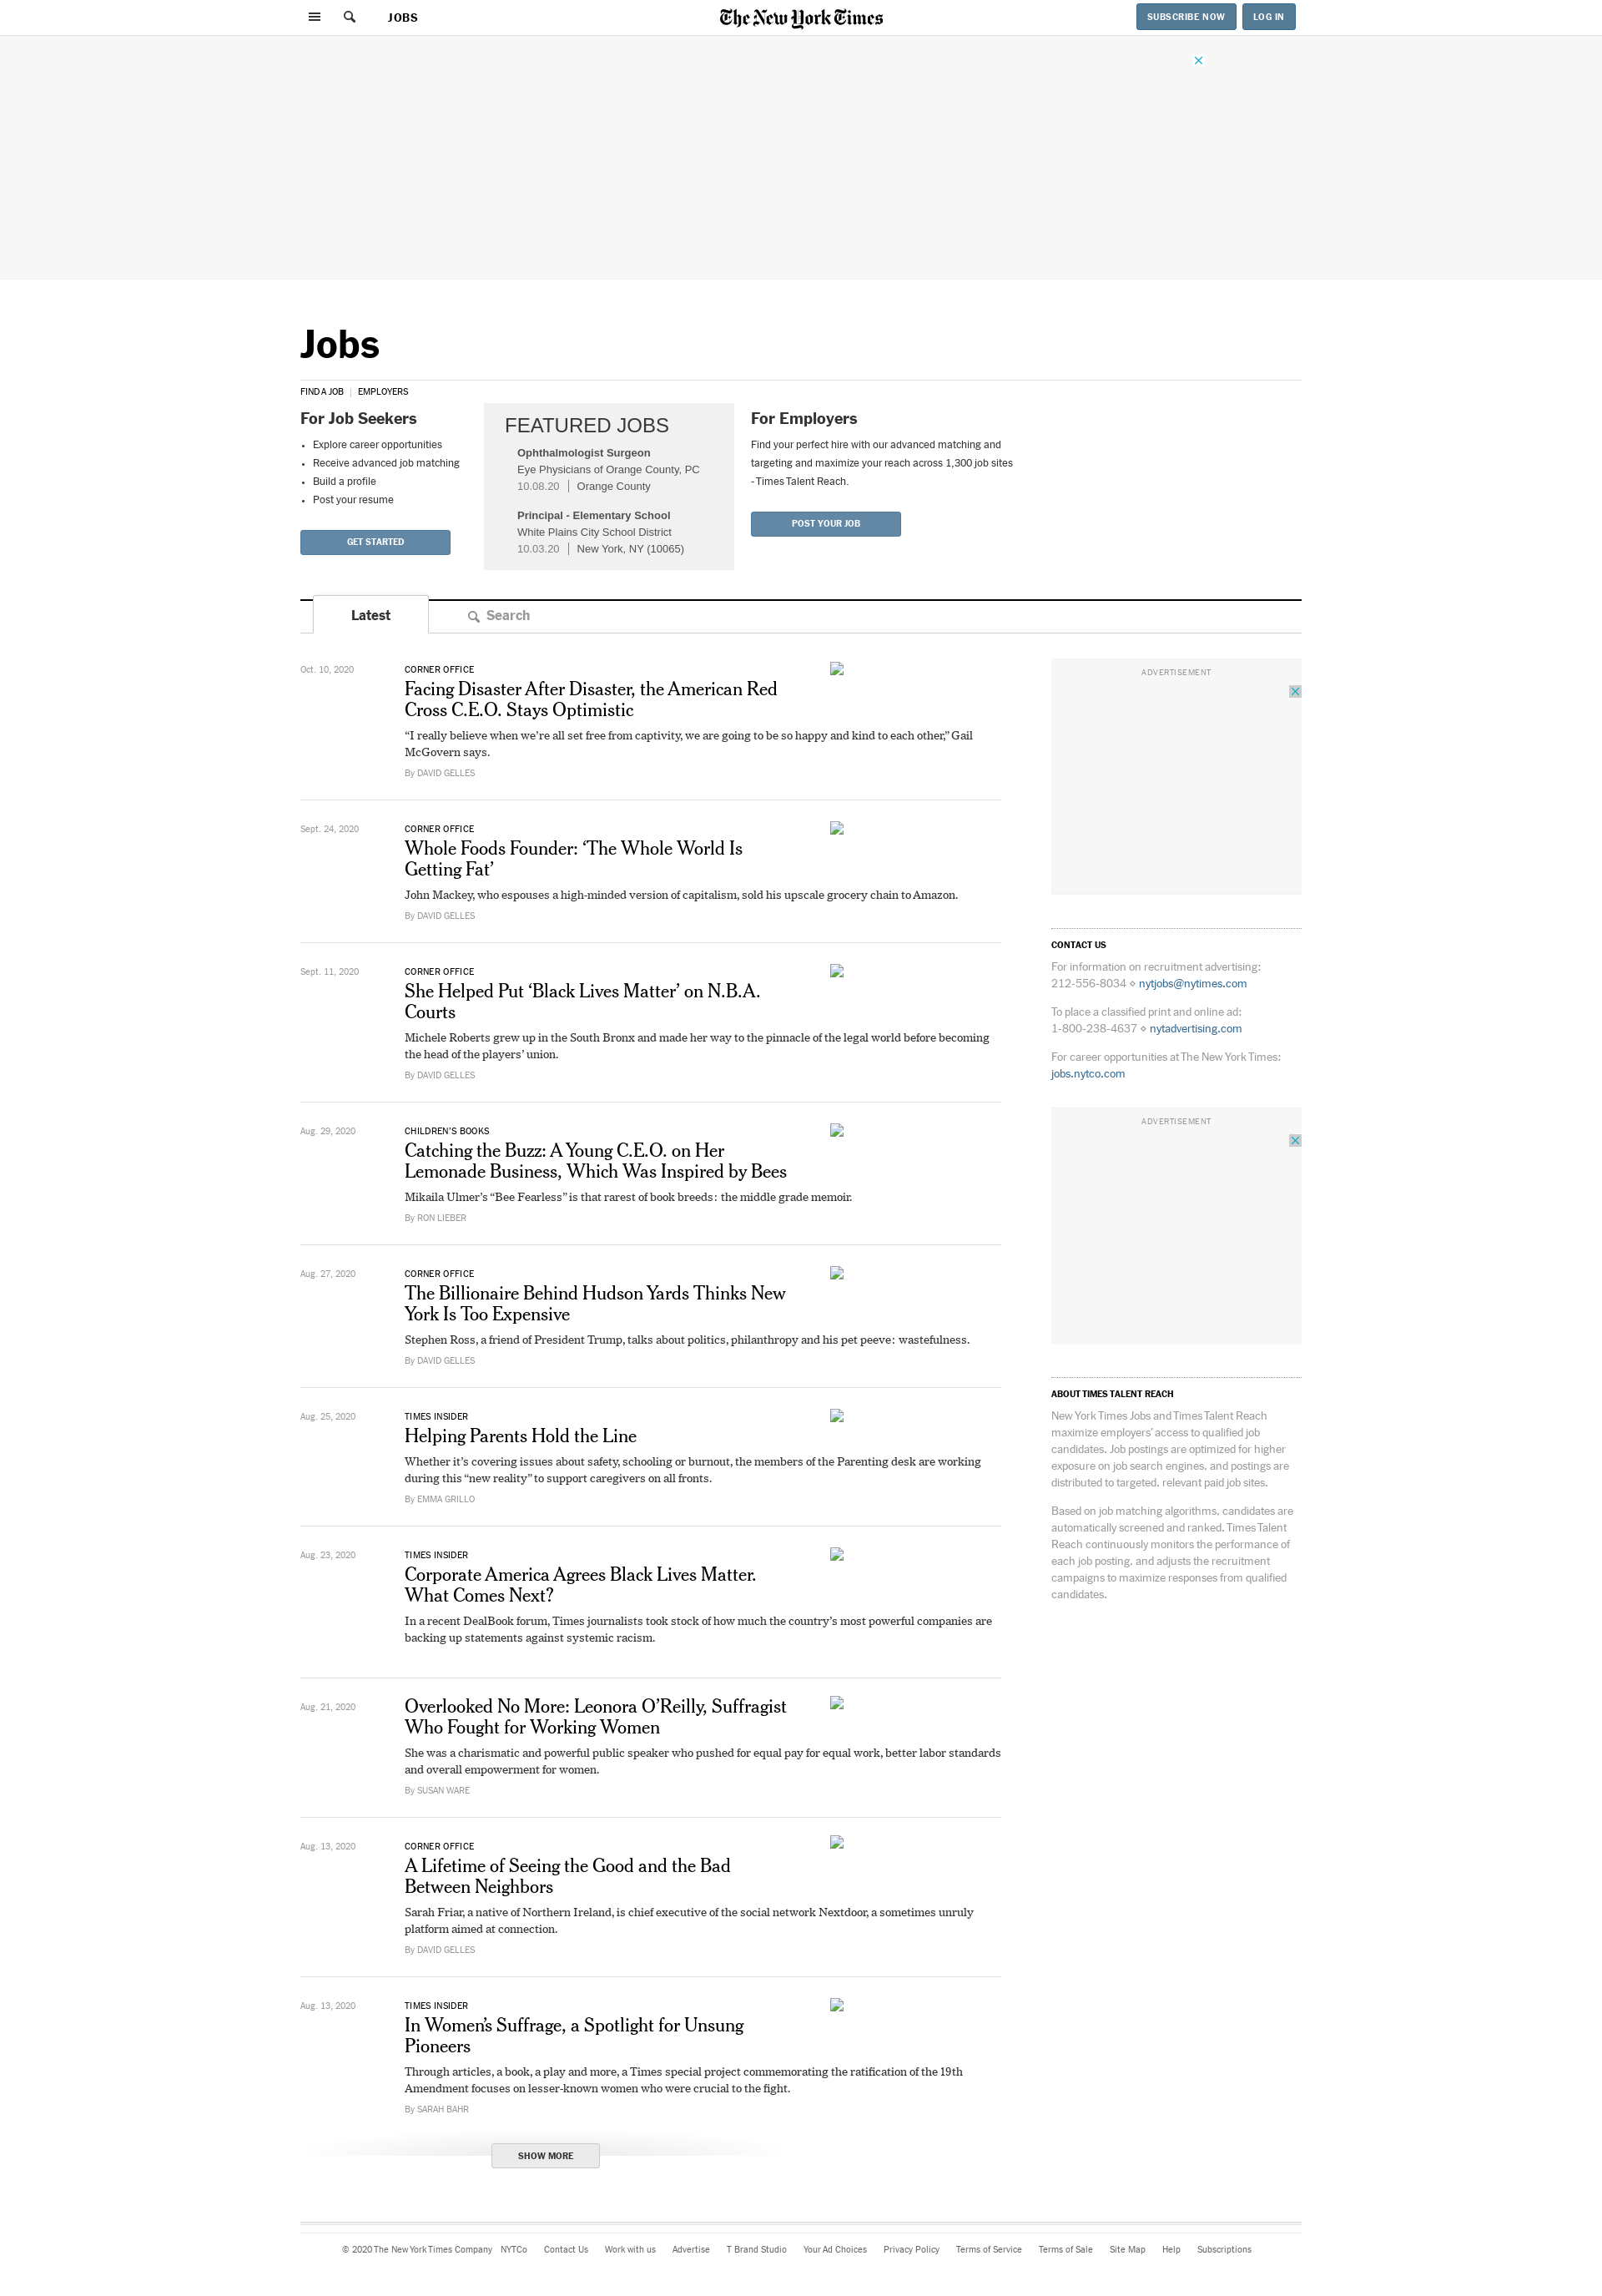 JOBS
The New York Times
SUBSCRIBE NOW
LOG IN
Jobs
FIND A JOB | EMPLOYERS
For Job Seekers
Explore career opportunities
Receive advanced job matching
Build a profile
Post your resume
GET STARTED
FEATURED JOBS
Ophthalmologist Surgeon
Eye Physicians of Orange County, PC
10.08.20 | Orange County
Principal - Elementary School
White Plains City School District
10.03.20 | New York, NY (10065)
For Employers
Find your perfect hire with our advanced matching and
targeting and maximize your reach across 1,300 job sites
- Times Talent Reach.
POST YOUR JOB
Latest
Search
Oct. 10, 2020
CORNER OFFICE
Facing Disaster After Disaster, the American Red
Cross C.E.O. Stays Optimistic
“I really believe when we’re all set free from captivity, we are going to be so happy and kind to each other,” Gail
McGovern says.
By DAVID GELLES
Sept. 24, 2020
CORNER OFFICE
Whole Foods Founder: ‘The Whole World Is
Getting Fat’
John Mackey, who espouses a high-minded version of capitalism, sold his upscale grocery chain to Amazon.
By DAVID GELLES
Sept. 11, 2020
CORNER OFFICE
She Helped Put ‘Black Lives Matter’ on N.B.A.
Courts
Michele Roberts grew up in the South Bronx and made her way to the pinnacle of the legal world before becoming
the head of the players’ union.
By DAVID GELLES
Aug. 29, 2020
CHILDREN’S BOOKS
Catching the Buzz: A Young C.E.O. on Her
Lemonade Business, Which Was Inspired by Bees
Mikaila Ulmer’s “Bee Fearless” is that rarest of book breeds: the middle grade memoir.
By RON LIEBER
Aug. 27, 2020
CORNER OFFICE
The Billionaire Behind Hudson Yards Thinks New
York Is Too Expensive
Stephen Ross, a friend of President Trump, talks about politics, philanthropy and his pet peeve: wastefulness.
By DAVID GELLES
Aug. 25, 2020
TIMES INSIDER
Helping Parents Hold the Line
Whether it’s covering issues about safety, schooling or burnout, the members of the Parenting desk are working
during this “new reality” to support caregivers on all fronts.
By EMMA GRILLO
Aug. 23, 2020
TIMES INSIDER
Corporate America Agrees Black Lives Matter.
What Comes Next?
In a recent DealBook forum, Times journalists took stock of how much the country’s most powerful companies are
backing up statements against systemic racism.
Aug. 21, 2020
Overlooked No More: Leonora O’Reilly, Suffragist
Who Fought for Working Women
She was a charismatic and powerful public speaker who pushed for equal pay for equal work, better labor standards
and overall empowerment for women.
By SUSAN WARE
Aug. 13, 2020
CORNER OFFICE
A Lifetime of Seeing the Good and the Bad
Between Neighbors
Sarah Friar, a native of Northern Ireland, is chief executive of the social network Nextdoor, a sometimes unruly
platform aimed at connection.
By DAVID GELLES
Aug. 13, 2020
TIMES INSIDER
In Women’s Suffrage, a Spotlight for Unsung
Pioneers
Through articles, a book, a play and more, a Times special project commemorating the ratification of the 19th
Amendment focuses on lesser-known women who were crucial to the fight.
By SARAH BAHR
SHOW MORE
ADVERTISEMENT
CONTACT US
For information on recruitment advertising:
212-556-8034 ⋄ nytjobs@nytimes.com
To place a classified print and online ad:
1-800-238-4637 ⋄ nytadvertising.com
For career opportunities at The New York Times:
jobs.nytco.com
ADVERTISEMENT
ABOUT TIMES TALENT REACH
New York Times Jobs and Times Talent Reach
maximize employers’ access to qualified job
candidates. Job postings are optimized for higher
exposure on job search engines, and postings are
distributed to targeted, relevant paid job sites.
Based on job matching algorithms, candidates are
automatically screened and ranked. Times Talent
Reach continuously monitors the performance of
each job posting, and adjusts the recruitment
campaigns to maximize responses from qualified
candidates.
© 2020 The New York Times Company NYTCo Contact Us Work with us Advertise T Brand Studio Your Ad Choices Privacy Policy Terms of Service Terms of Sale Site Map Help Subscriptions